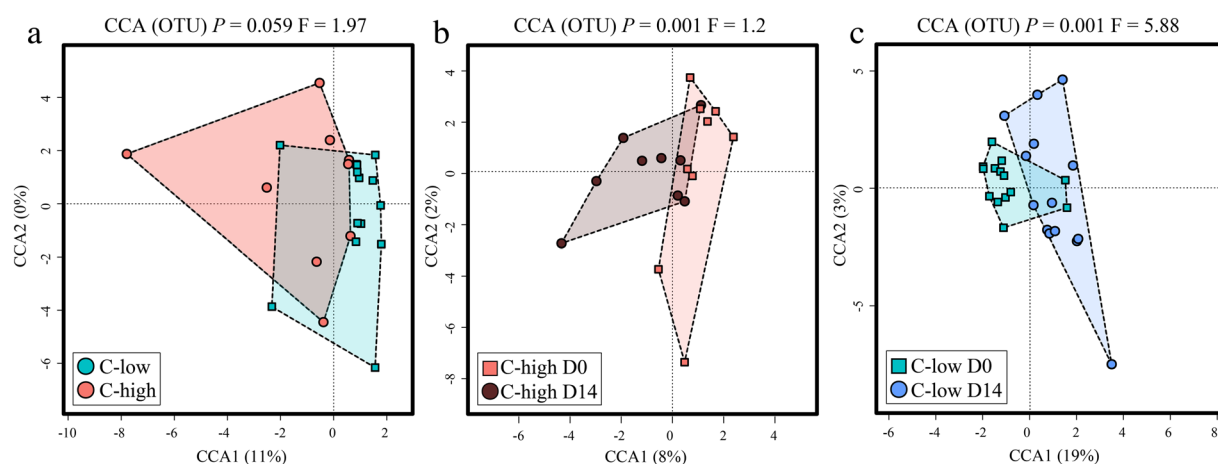 a
CCA (OTU) P = 0.059 F = 1.97
CCA2 (0%)
4
2
0
-2
-4
-6
-10 -8 -6 -4 -2 0 2
CCA1 (11%)
C-low
C-high
b
CCA (OTU) P = 0.001 F = 1.2
CCA2 (2%)
4
2
0
-2
-4
-6
-8
-6 -4 -2 0 2 4
CCA1 (8%)
C-high D0
C-high D14
c
CCA (OTU) P = 0.001 F = 5.88
CCA2 (3%)
5
0
-5
-6 -4 -2 0 2 4 6 8
CCA1 (19%)
C-low D0
C-low D14